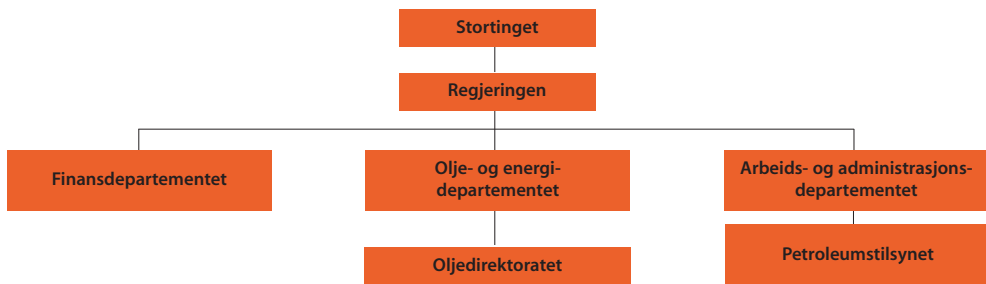 Stortinget
Regjeringen
Finansdepartementet
Olje- og energi-
departementet
Arbeids- og administrasjons-
departementet
Oljedirektoratet
Petroleumstilsynet